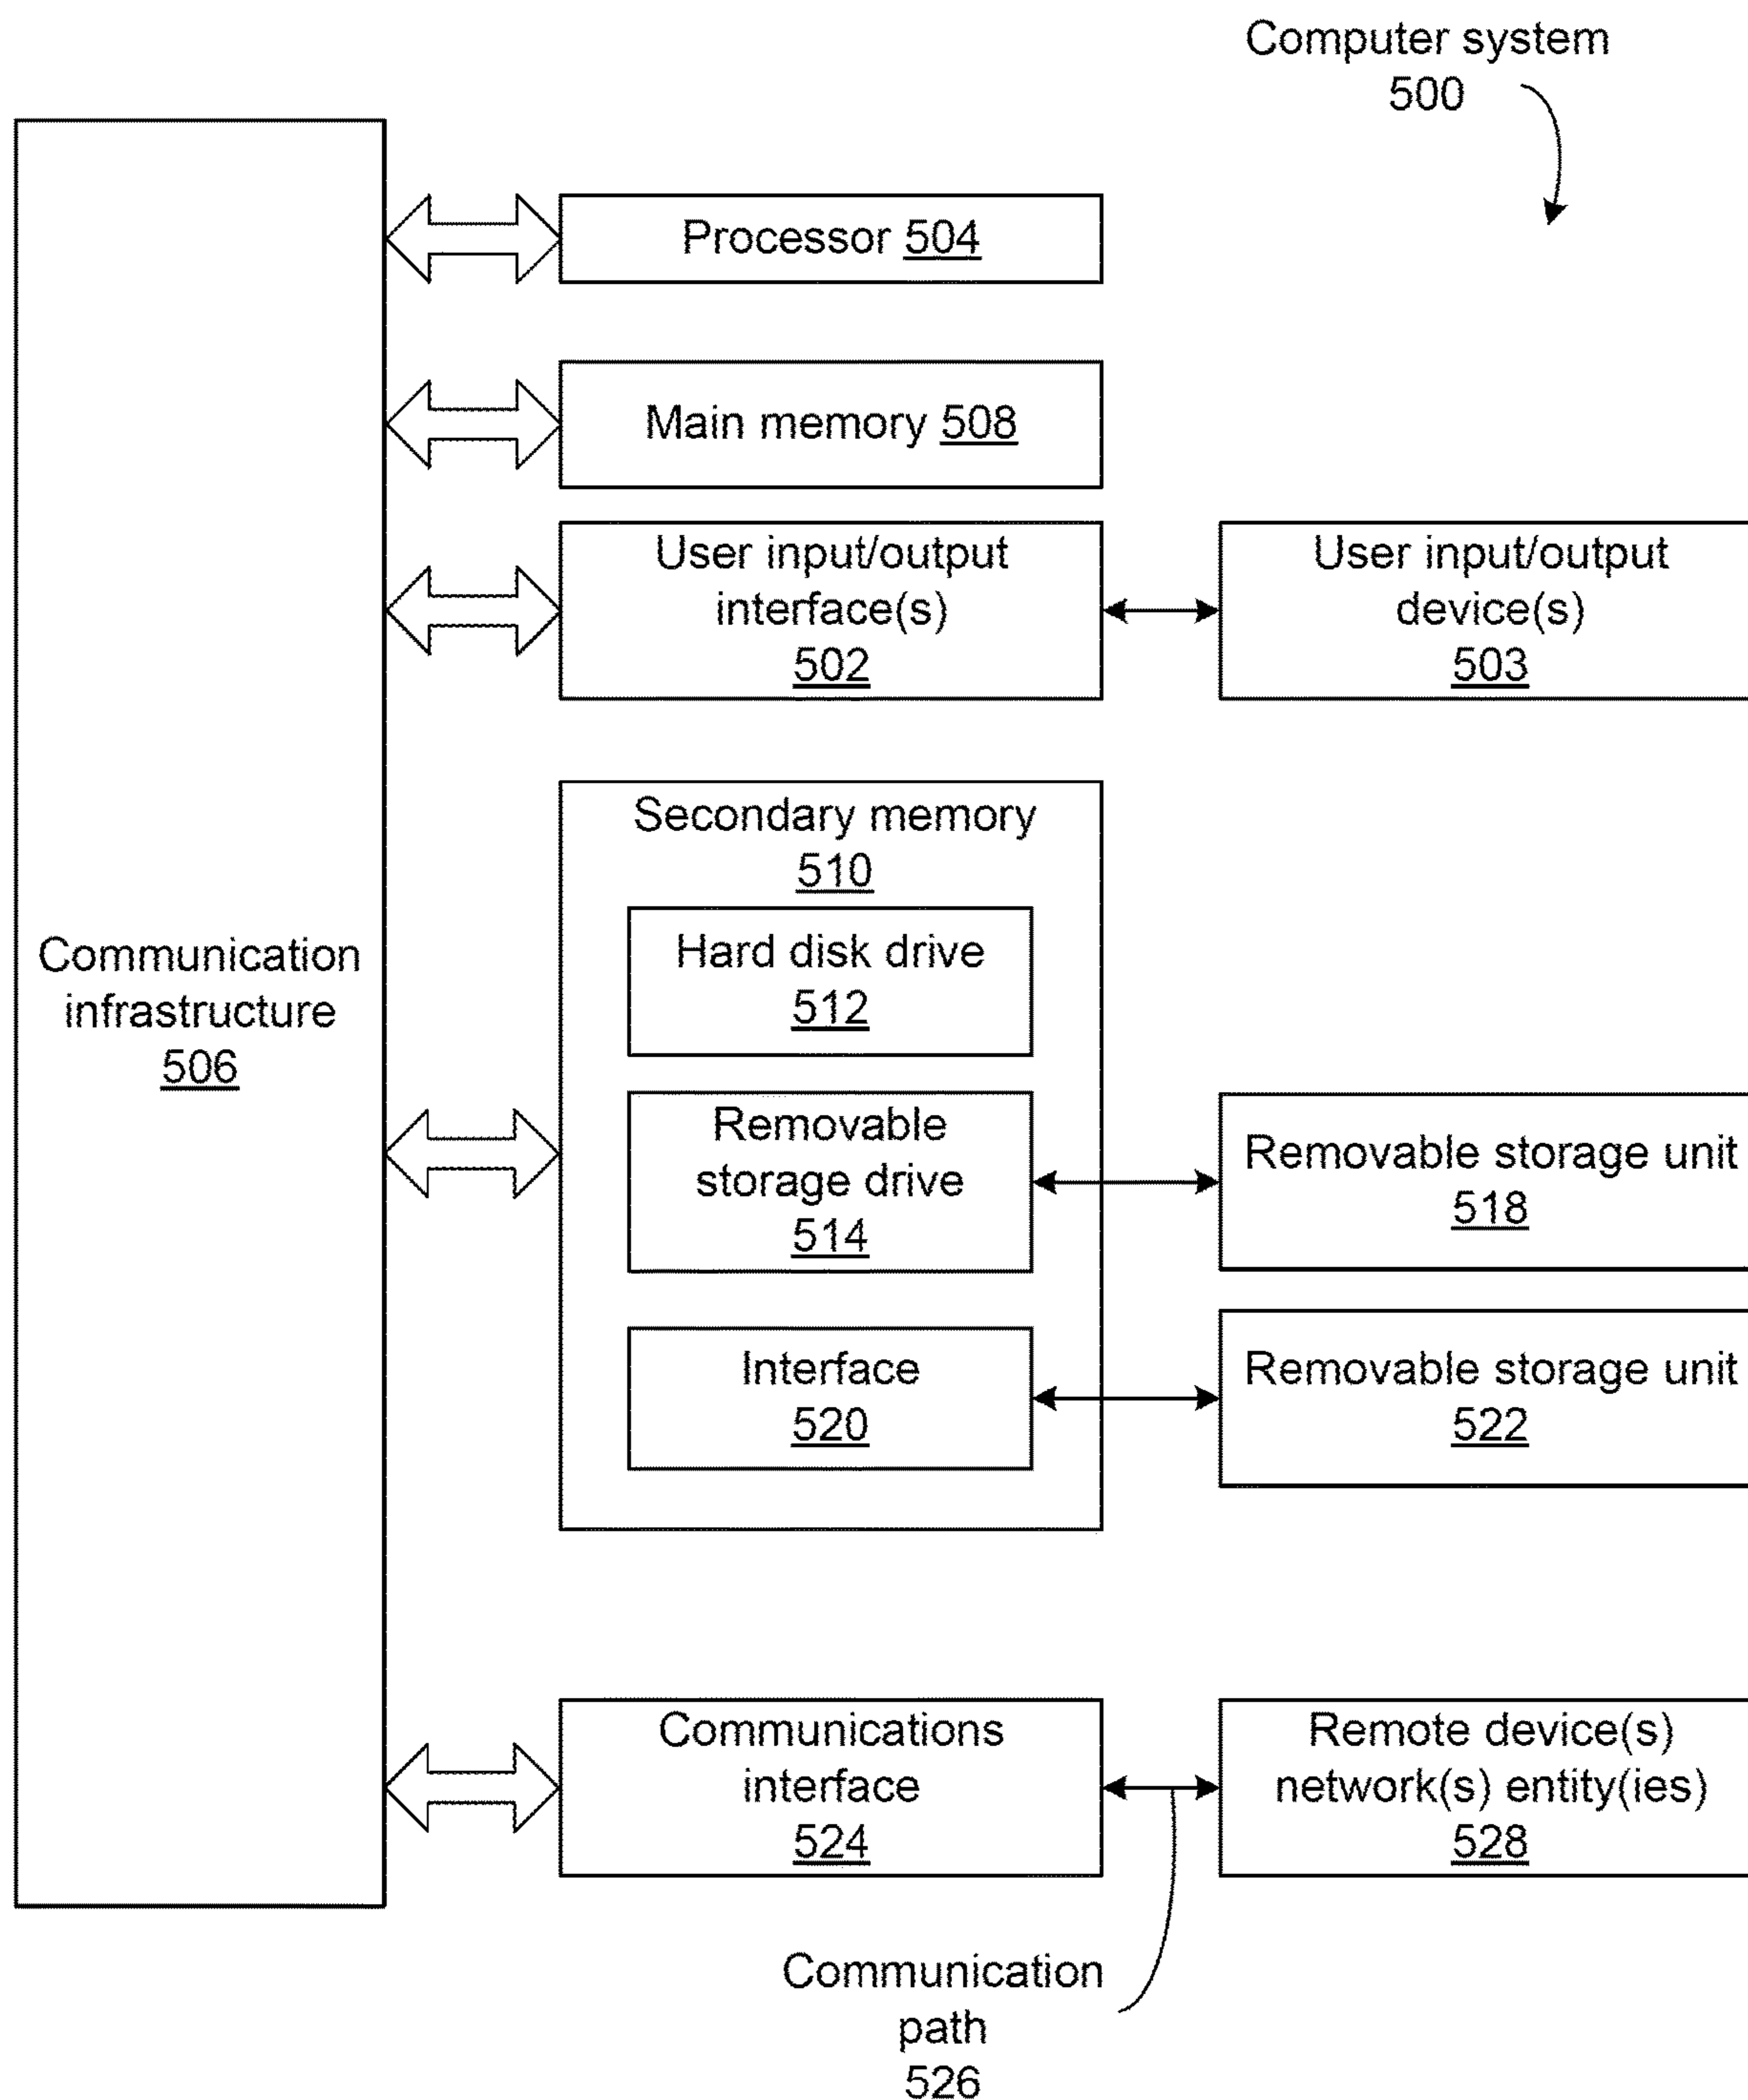 Computer system
500
Processor 504
Main memory 508
User input/output
interface(s)
502
User input/output
device(s)
503
Secondary memory
510
Hard disk drive
512
Communication
infrastructure
506
Removable
storage drive
514
Removable storage unit
518
Interface
520
Removable storage unit
522
Communications
interface
524
Remote device(s)
network(s) entity(ies)
528
Communication
path
526